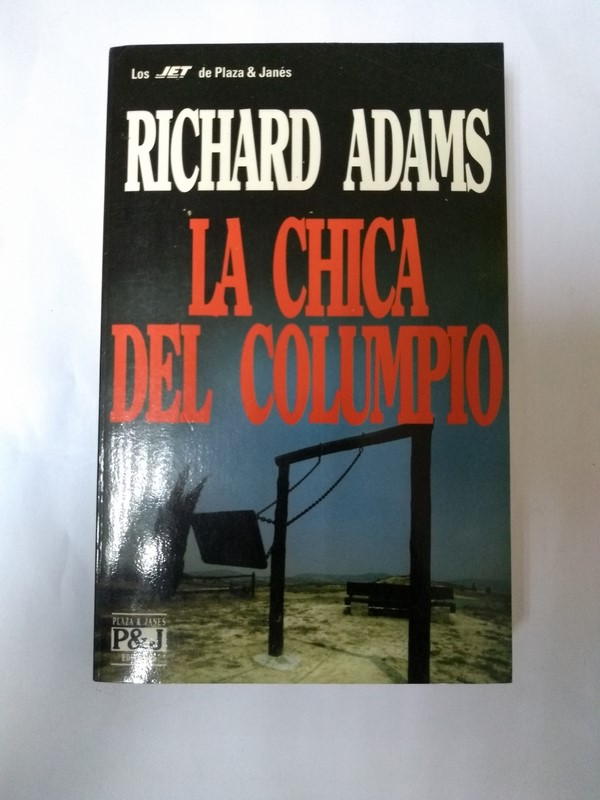 Los JET de Plaza & Janés
RICHARD ADAMS
LA CHICA
DEL COLUMPIO
PLAZA & JANES
P&J